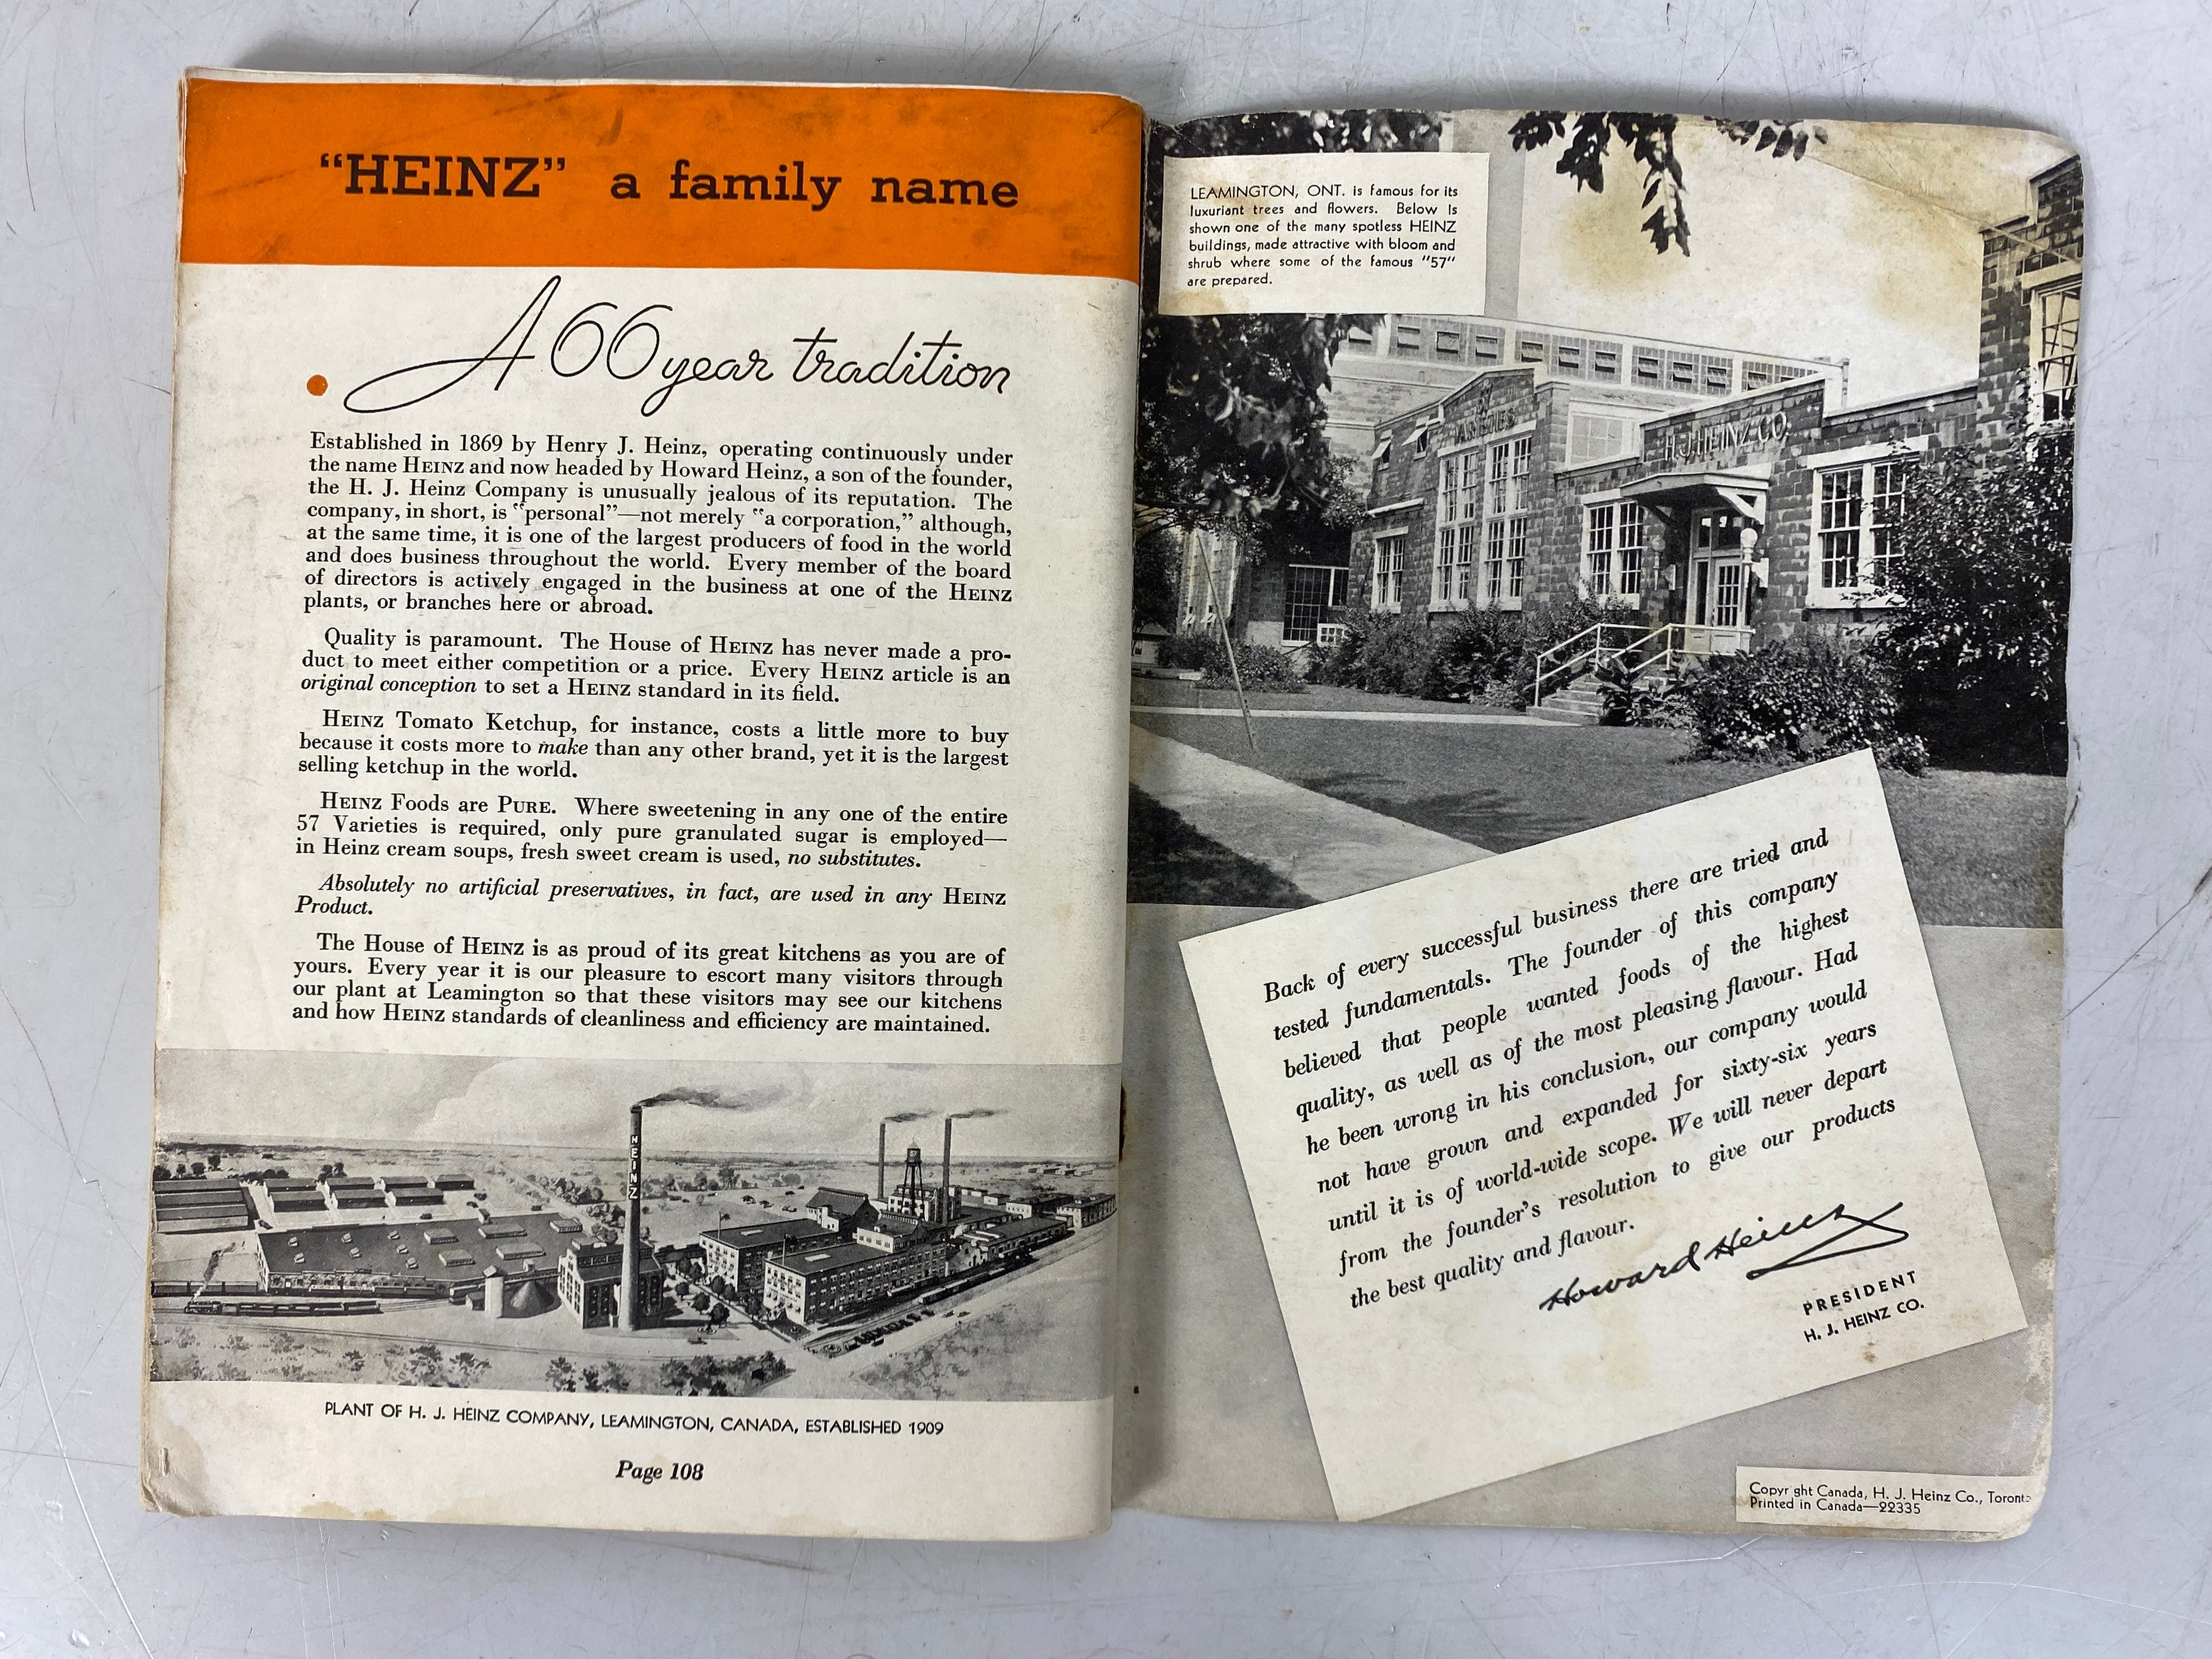 “HEINZ” a family name
A 66 year tradition
Established in 1869 by Henry J. Heinz, operating continuously under
the name HEINZ and now headed by Howard Heinz, a son of the founder,
the H. J. Heinz Company is unusually jealous of its reputation. The
company, in short, is “personal”—not merely “a corporation,” although,
at the same time, it is one of the largest producers of food in the world
and does business throughout the world. Every member of the board
of directors is actively engaged in the business at one of the HEINZ
plants, or branches here or abroad.
Quality is paramount. The House of HEINZ has never made a pro-
duct to meet either competition or a price. Every HEINZ article is an
original conception to set a HEINZ standard in its field.
HEINZ Tomato Ketchup, for instance, costs a little more to buy
because it costs more to make than any other brand, yet it is the largest
selling ketchup in the world.
HEINZ Foods are PURE. Where sweetening in any one of the entire
57 Varieties is required, only pure granulated sugar is employed—
in Heinz cream soups, fresh sweet cream is used, no substitutes.
Absolutely no artificial preservatives, in fact, are used in any HEINZ
Product.
The House of HEINZ is as proud of its great kitchens as you are of
yours. Every year it is our pleasure to escort many visitors through
our plant at Leamington so that these visitors may see our kitchens
and how HEINZ standards of cleanliness and efficiency are maintained.
HEINZ
PLANT OF H. J. HEINZ COMPANY, LEAMINGTON, CANADA, ESTABLISHED 1909
Page 108
LEAMINGTON, ONT. is famous for its
luxuriant trees and flowers. Below is
shown one of the many spotless HEINZ
buildings, made attractive with bloom and
shrub where some of the famous "57"
are prepared.
H.J. HEINZ CO.
Back of every successful business there are tried and
tested fundamentals. The founder of this company
believed that people wanted foods of the highest
quality, as well as of the most pleasing flavour. Had
he been wrong in his conclusion, our company would
not have grown and expanded for sixty-six years
until it is of world-wide scope. We will never depart
from the founder's resolution to give our products
the best quality and flavour.
Howard Heinz
PRESIDENT
H. J. HEINZ CO.
Copyr ght Canada, H. J. Heinz Co., Toronto
Printed in Canada—22335